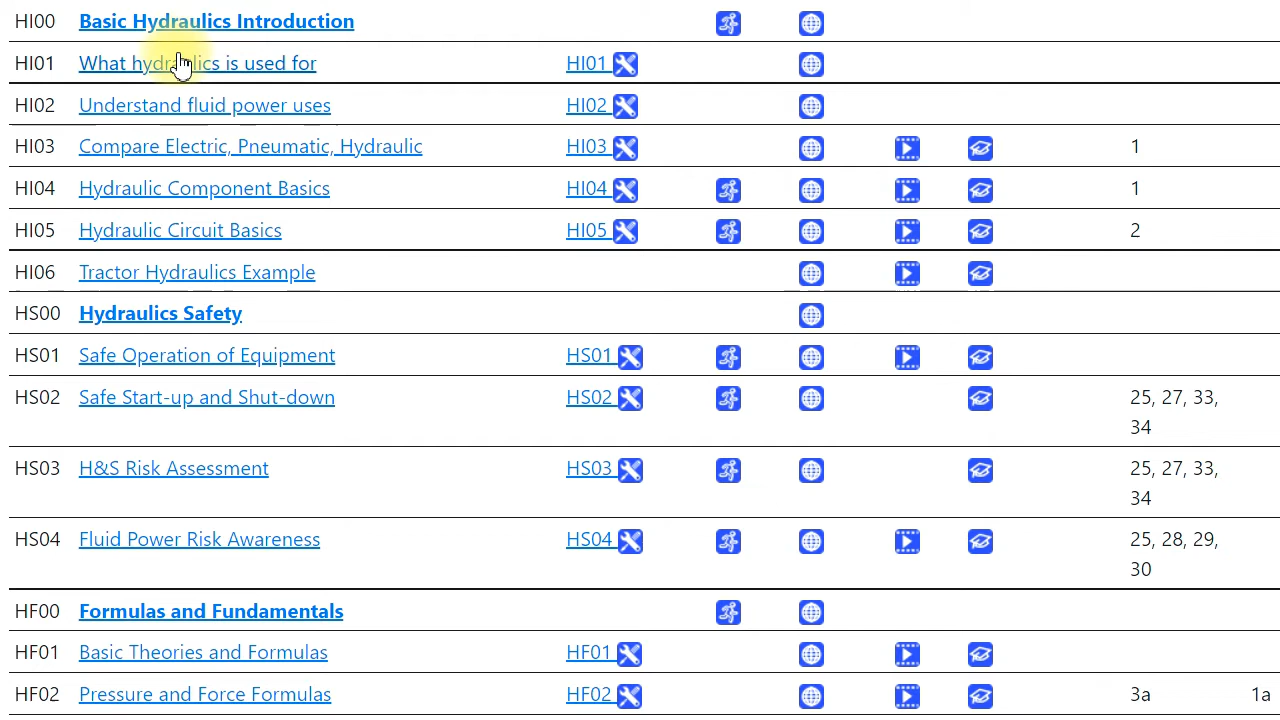 HI00 Basic Hydraulics Introduction
HI01 What hydraulics is used for HI01
HI02 Understand fluid power uses HI02
HI03 Compare Electric, Pneumatic, Hydraulic HI03 1
HI04 Hydraulic Component Basics HI04 1
HI05 Hydraulic Circuit Basics HI05 2
HI06 Tractor Hydraulics Example
HS00 Hydraulics Safety
HS01 Safe Operation of Equipment HS01
HS02 Safe Start-up and Shut-down HS02 25, 27, 33,
34
HS03 H&S Risk Assessment HS03 25, 27, 33,
34
HS04 Fluid Power Risk Awareness HS04 25, 28, 29,
30
HF00 Formulas and Fundamentals
HF01 Basic Theories and Formulas HF01
HF02 Pressure and Force Formulas HF02 3a 1a